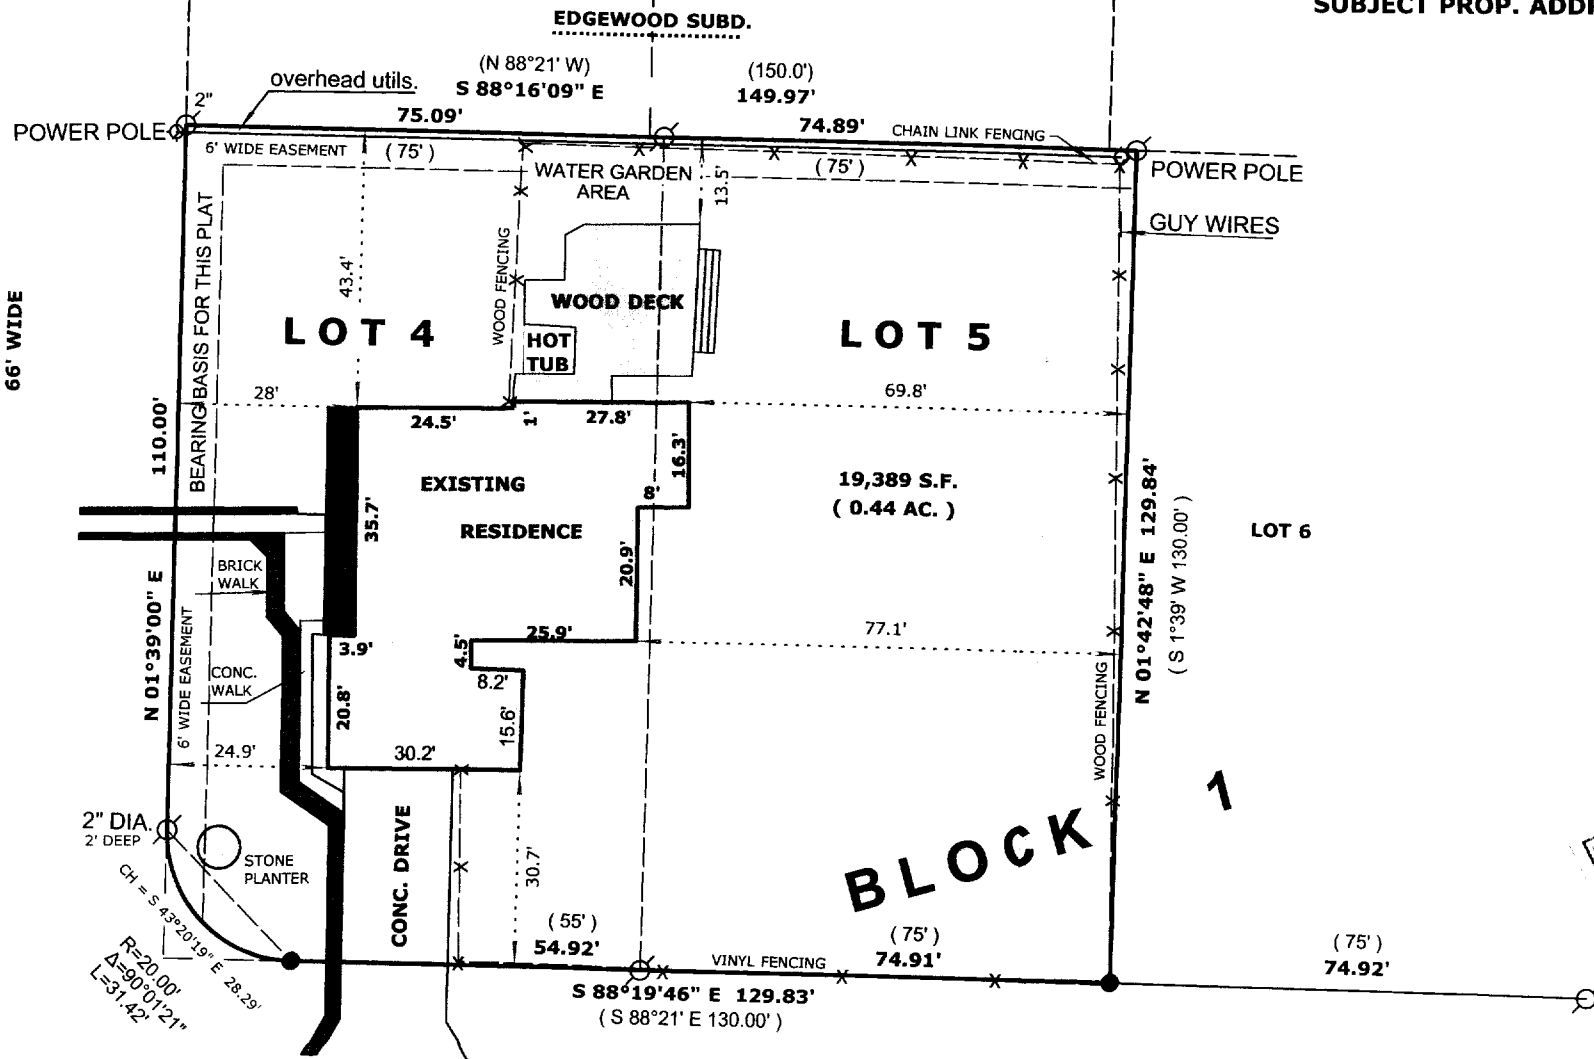 SUBJECT PROP.
EDGEWOOD SUBD.
(N 88°21' W)
S 88°16'09" E
(150.0')
149.97'
overhead utils.
2"
75.09'
74.89'
CHAIN LINK FENCING
POWER POLE
6' WIDE EASEMENT
( 75' )
( 75' )
POWER POLE
WATER GARDEN
AREA
13.5'
GUY WIRES
BEARING BASIS FOR THIS PLAT
43.4'
WOOD FENCING
WOOD DECK
66' WIDE
LOT 4
HOT
TUB
LOT 5
28'
69.8'
24.5'
1'
27.8'
110.00'
16.3'
EXISTING
RESIDENCE
8'
19,389 S.F.
( 0.44 AC. )
35.7'
20.9'
N 01°42'48" E 129.84'
( S 1°39' W 130.00' )
LOT 6
BRICK
WALK
N 01°39'00" E
6' WIDE EASEMENT
25.9'
77.1'
3.9'
4.5'
8.2'
CONC.
WALK
20.8'
15.6'
WOOD FENCING
24.9'
30.2'
BLOCK 1
2" DIA.
2' DEEP
STONE
PLANTER
CONC. DRIVE
30.7'
CH = S 43°20'19" E 28.29'
R=20.00'
Δ=90°01'21"
L=31.42'
( 55' )
54.92'
VINYL FENCING
( 75' )
74.91'
( 75' )
74.92'
S 88°19'46" E 129.83'
( S 88°21' E 130.00' )